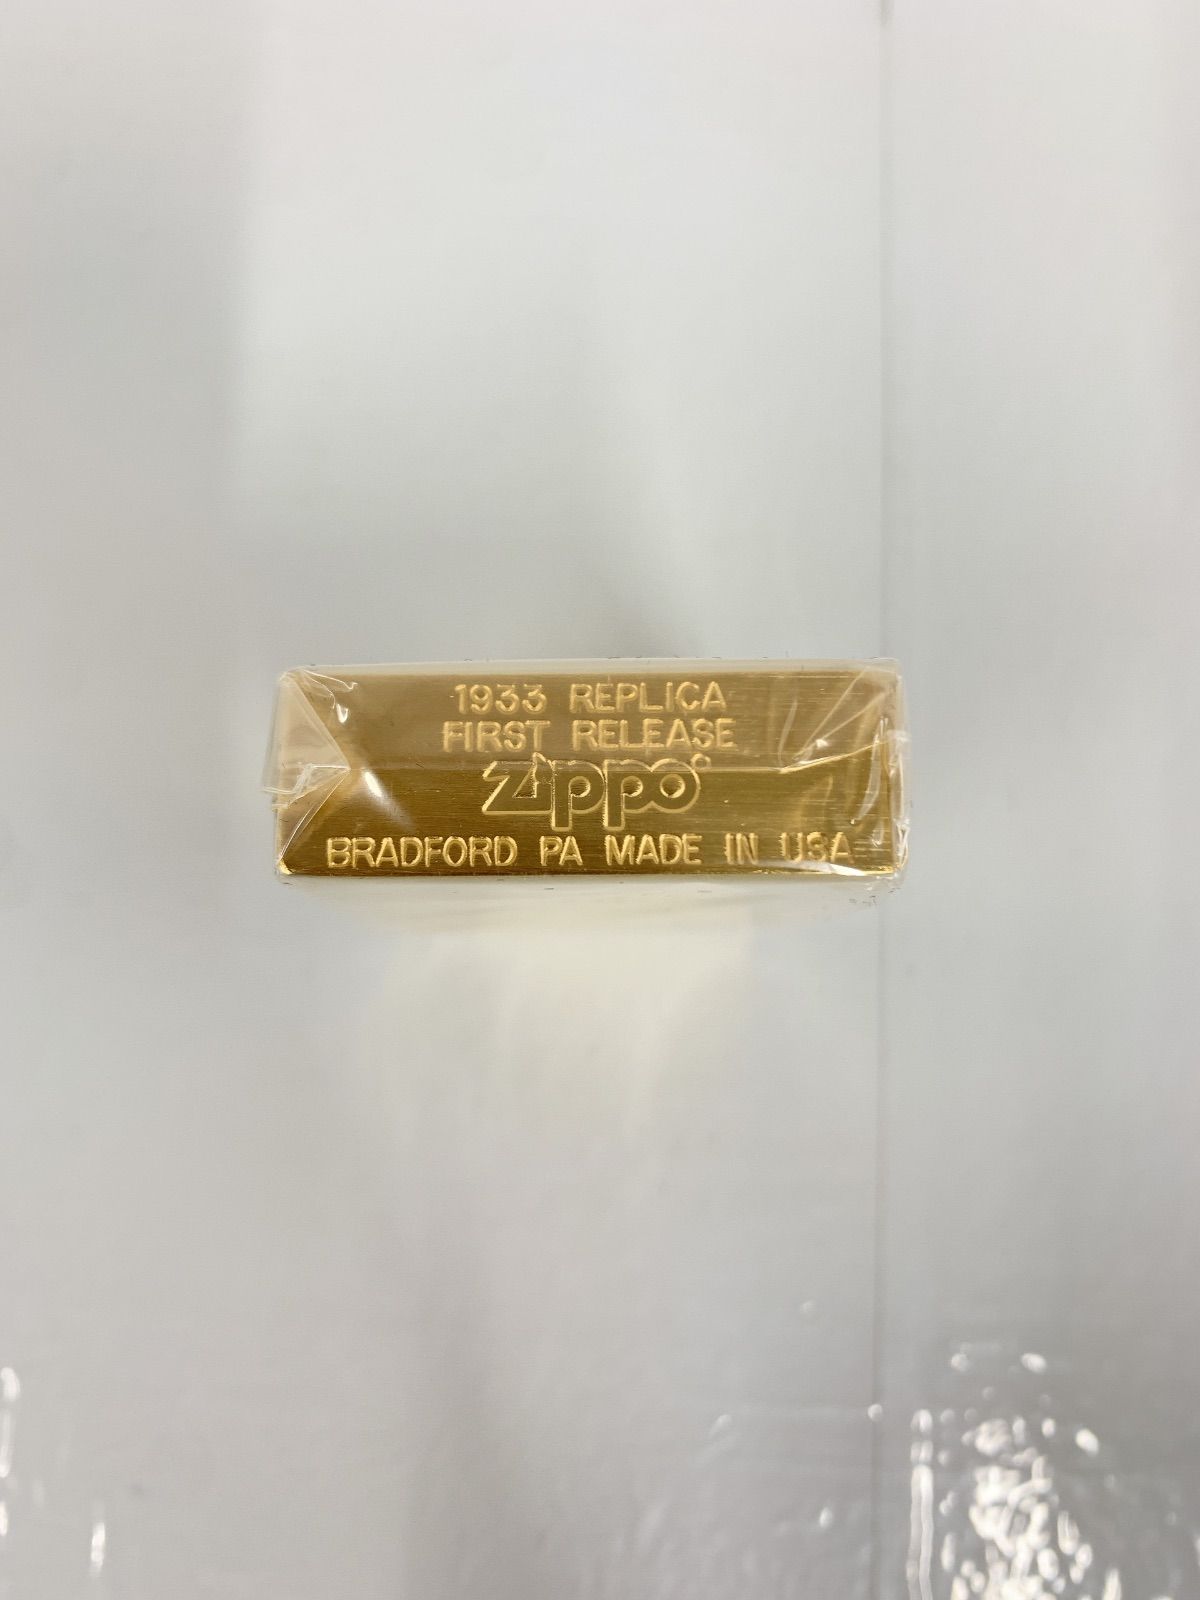 1933 REPLICA
FIRST RELEASE
Zippo®
BRADFORD PA MADE IN USA